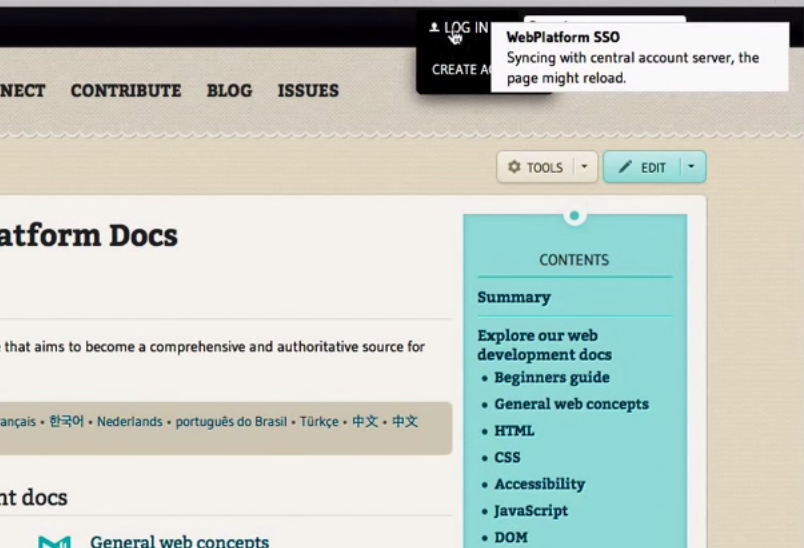 LOG IN
WebPlatform SSO
Syncing with central account server, the
page might reload.
CREATE AC
NECT CONTRIBUTE BLOG ISSUES
TOOLS EDIT
atform Docs
CONTENTS
Summary
e that aims to become a comprehensive and authoritative source for
Explore our web
development docs
• Beginners guide
• General web concepts
• HTML
• CSS
• Accessibility
• JavaScript
• DOM
ançais • 한국어 • Nederlands • português do Brasil • Türkçe • 中文 • 中文
nt docs
General web concepts